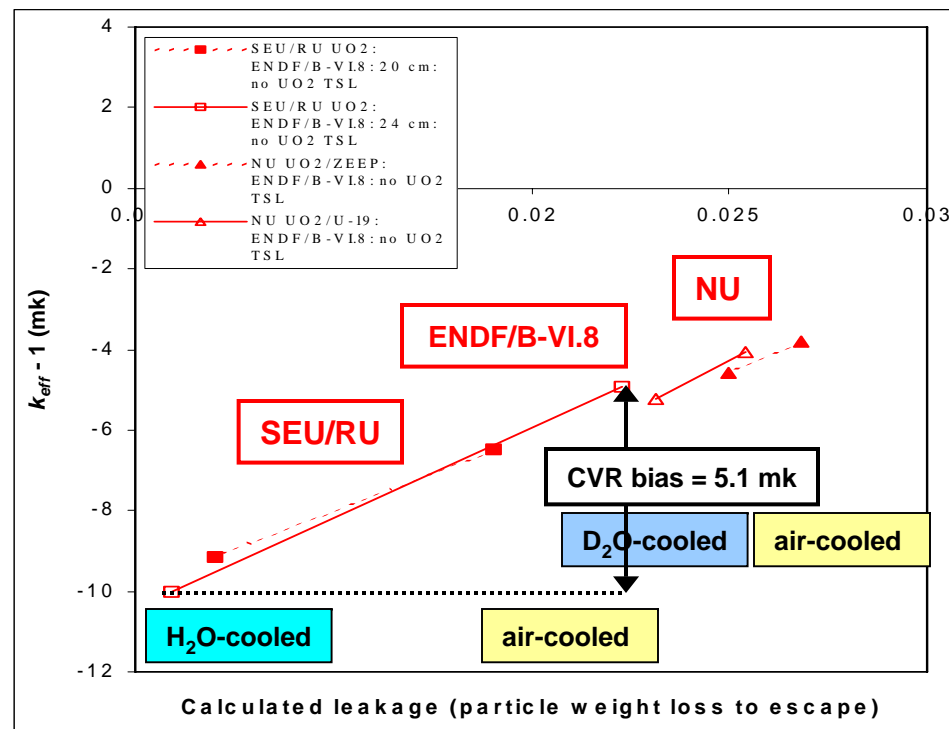 4
2
0
-2
-4
-6
-8
-10
-12
k_eff - 1 (mk)
SEU/RU UO2:
ENDF/B-VI.8:20 cm:
no UO2 TSL
SEU/RU UO2:
ENDF/B-VI.8:24 cm:
no UO2 TSL
NU UO2/ZEEP:
ENDF/B-VI.8:no UO2
TSL
NU UO2/U-19:
ENDF/B-VI.8:no UO2
TSL
0.02
0.025
0.03
NU
ENDF/B-VI.8
SEU/RU
CVR bias = 5.1 mk
D₂O-cooled
air-cooled
H₂O-cooled
air-cooled
Calculated leakage (particle weight loss to escape)